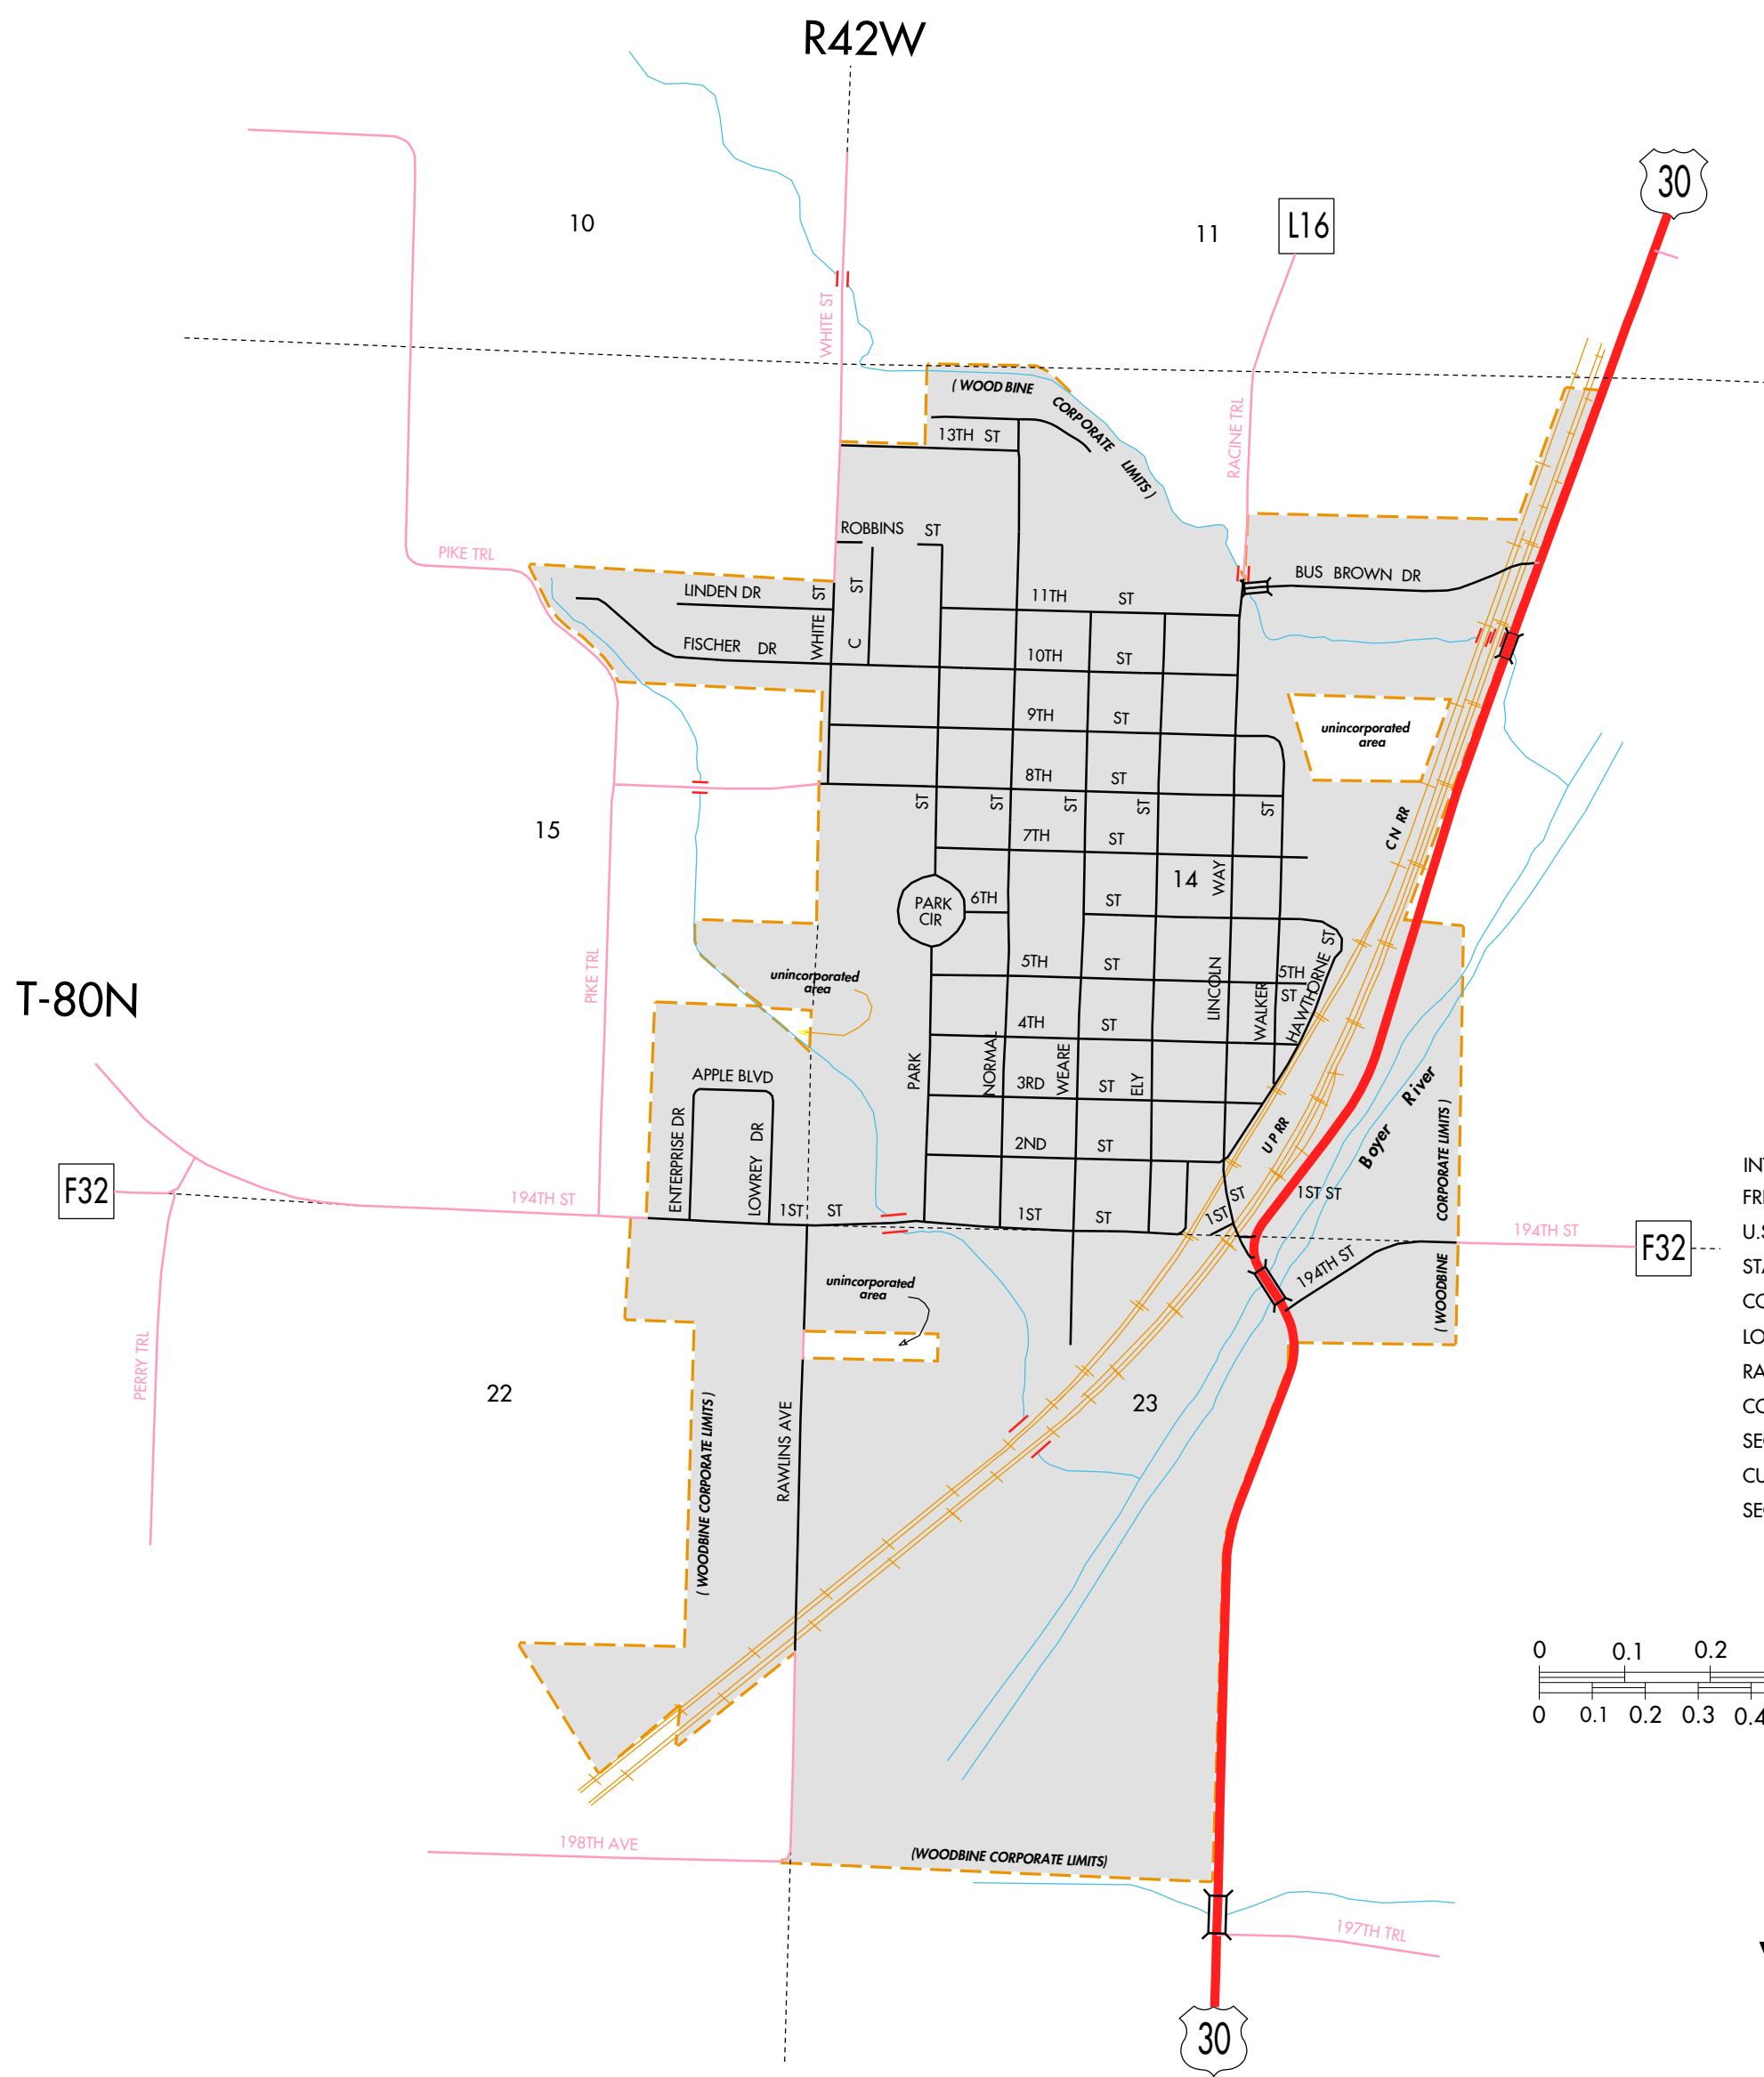 R42W
30
10
11
L16
WHITE ST
( WOOD BINE
CORPORATE
LIMITS )
13TH ST
RACINE TRL
ROBBINS ST
PIKE TRL
BUS BROWN DR
LINDEN DR
WHITE ST
C ST
11TH ST
FISCHER DR
10TH ST
9TH ST
unincorporated
area
8TH ST
ST
ST
ST
ST
ST
15
7TH ST
C N RR
14
WAY
PARK
CIR
6TH
ST
PIKE TRL
T-80N
unincorporated
area
5TH ST
5TH
ST
LINCOLN
WALKER
HAWTHORNE ST
4TH ST
PARK
NORMAL
WEARE
ELY
APPLE BLVD
3RD ST
River
Boyer
U P RR
CORPORATE LIMITS )
ENTERPRISE DR
LOWREY DR
2ND ST
F32
194TH ST
1ST ST
1ST ST
1ST ST
1ST ST
194TH ST
F32
194TH ST
( WOODBINE
unincorporated
area
PERRY TRL
22
23
( WOODBINE CORPORATE LIMITS )
RAWLINS AVE
0 0.1 0.2
0 0.1 0.2 0.3 0.4
198TH AVE
(WOODBINE CORPORATE LIMITS)
197TH TRL
30